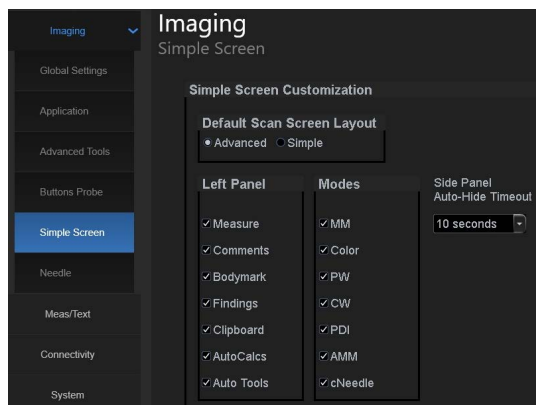 Imaging
Global Settings
Application
Advanced Tools
Buttons Probe
Simple Screen
Needle
Meas/Text
Connectivity
System
Imaging
Simple Screen
Simple Screen Customization
Default Scan Screen Layout
Advanced Simple
Left Panel
Measure
Comments
Bodymark
Findings
Clipboard
AutoCalcs
Auto Tools
Modes
MM
Color
PW
CW
PDI
AMM
cNeedle
Side Panel
Auto-Hide Timeout
10 seconds